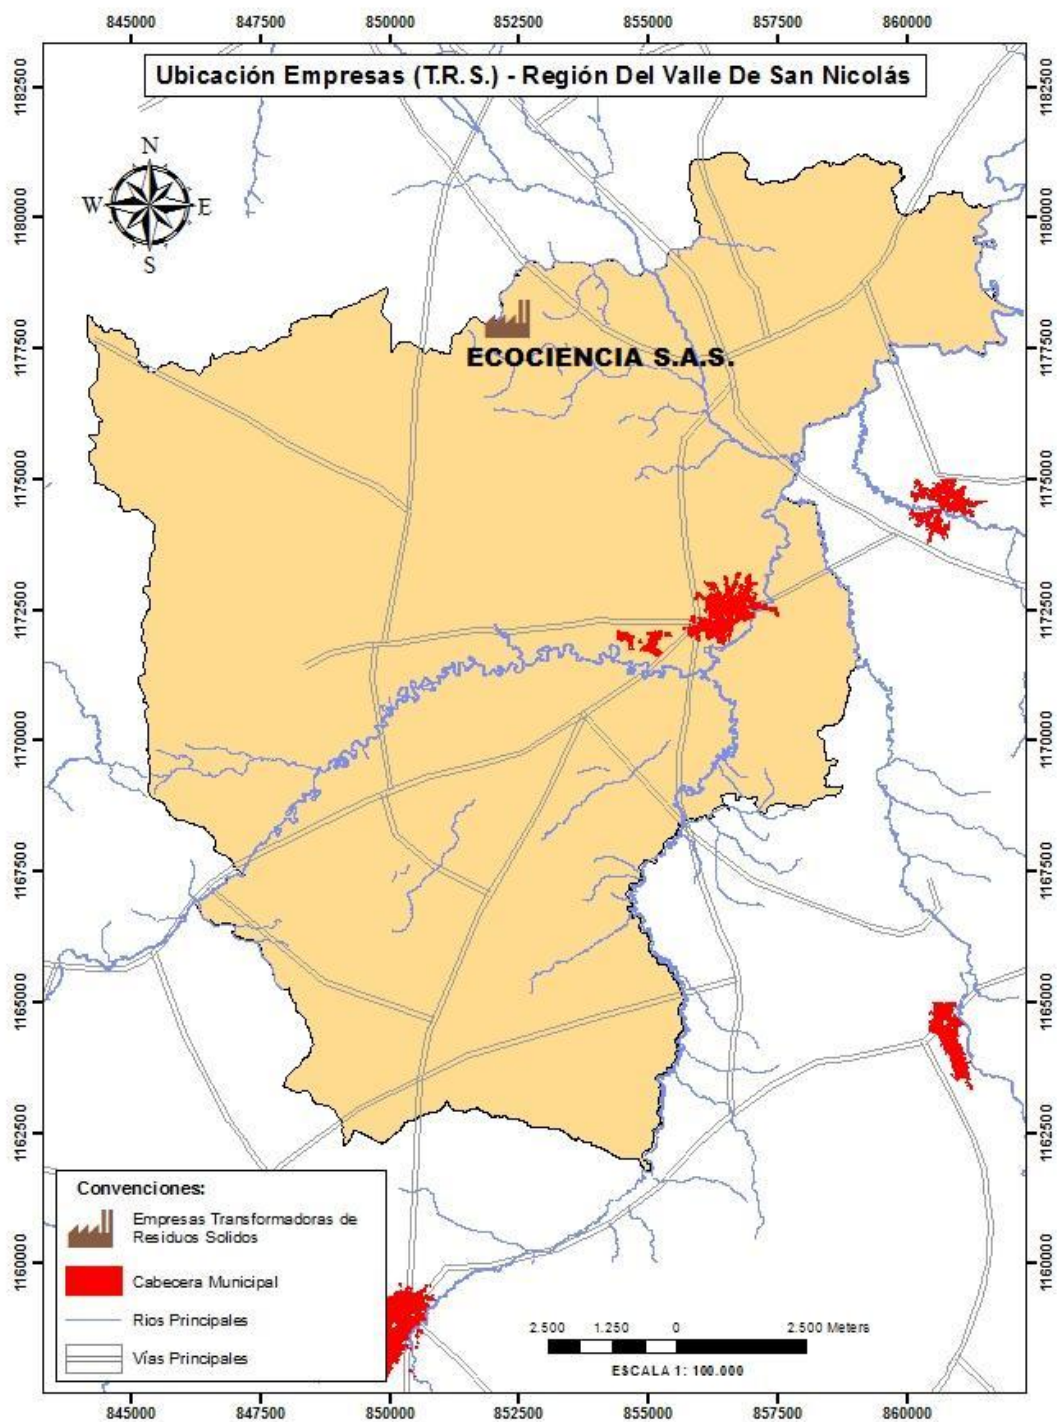 845000 847500 850000 852500 855000 857500 860000
Ubicación Empresas (T.R.S.) - Región Del Valle De San Nicolás
1182500 1182500
N
W E
S
1180000 1180000
1177500 1177500
ECOCIENCIA S.A.S.
1175000 1175000
1172500 1172500
1170000 1170000
1167500 1167500
1165000 1165000
1162500 1162500
1160000 1160000
Convenciones:
Empresas Transformadoras de
Residuos Solidos
Cabecera Municipal
Rios Principales
Vías Principales
2.500 1.250 0 2.500 Meters
ESCALA 1: 100.000
845000 847500 850000 852500 855000 857500 860000